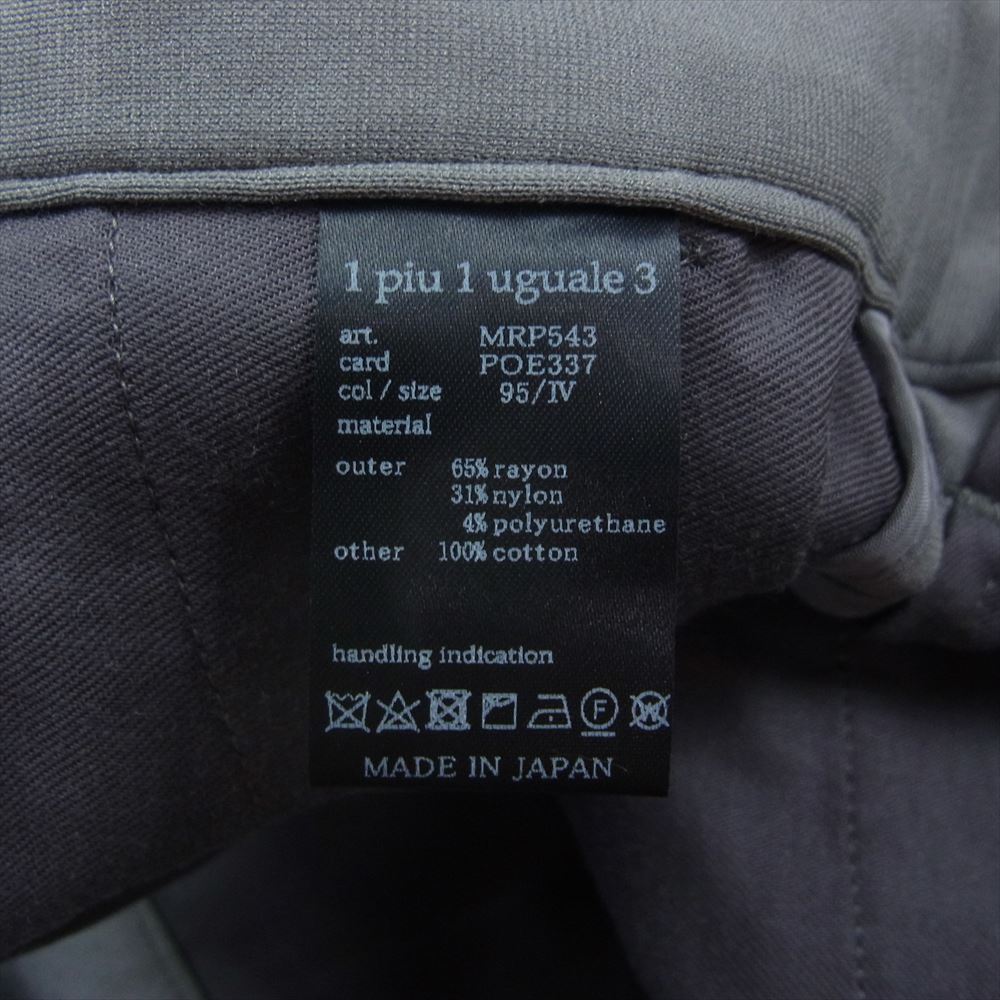 1 piu 1 uguale 3
art. MRP543
card POE337
col / size 95/IV
material
outer 65% rayon
31% nylon
4% polyurethane
other 100% cotton
handling indication
F W
MADE IN JAPAN